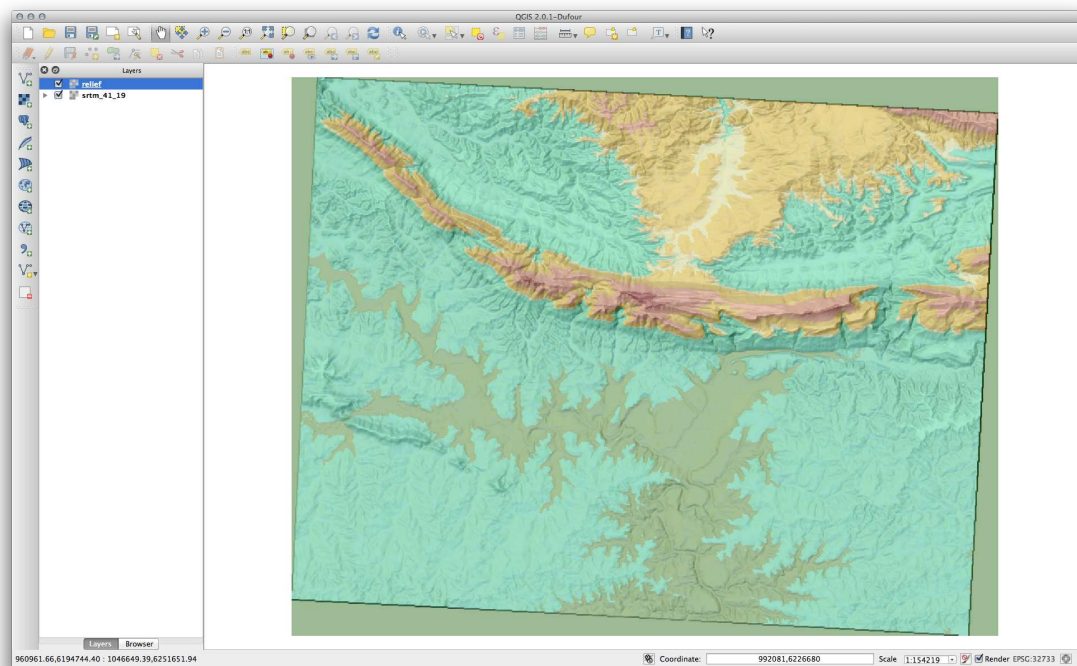 QGIS 2.0.1-Dufour
Layers
relief
srtm_41_19
Layers Browser
960961.66,6194744.40 : 1046649.39,6251651.94 Coordinate: 992081,6226680 Scale 1:154219 Render EPSG:32733